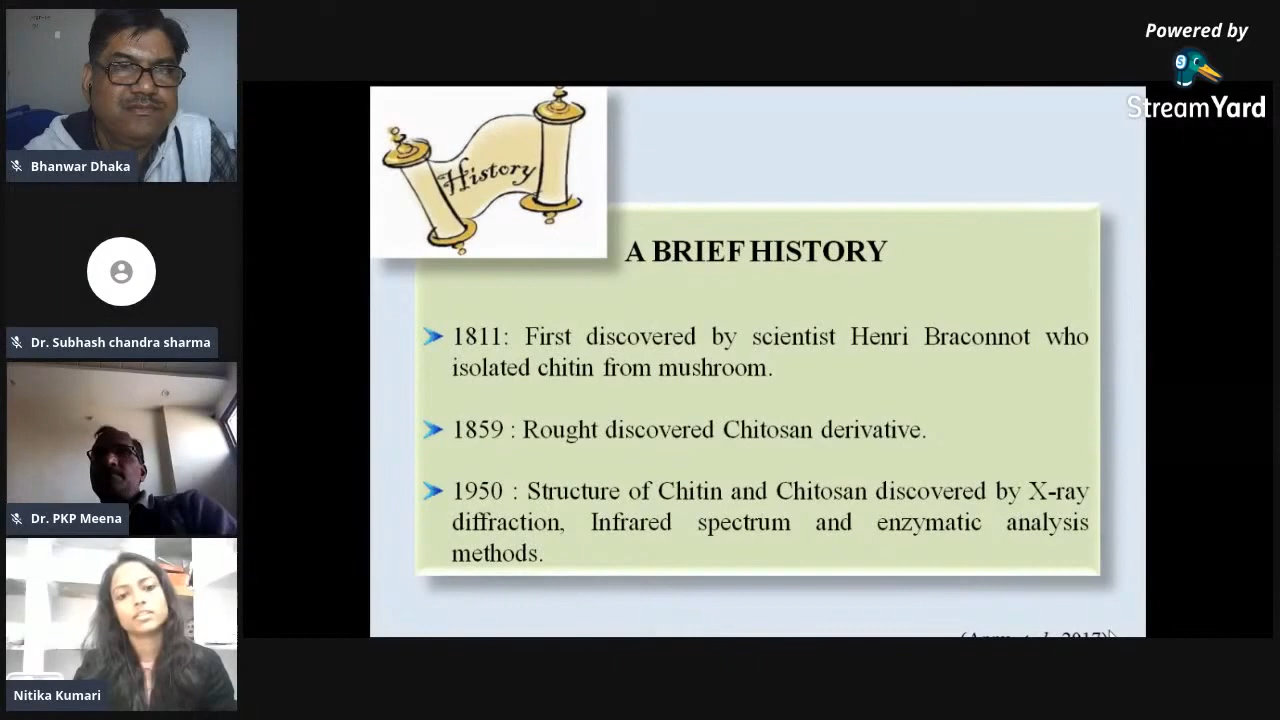 Powered by
StreamYard
Bhanwar Dhaka
Dr. Subhash chandra sharma
Dr. PKP Meena
Nitika Kumari
History
A BRIEF HISTORY
1811: First discovered by scientist Henri Braconnot who
isolated chitin from mushroom.
1859 : Rought discovered Chitosan derivative.
1950 : Structure of Chitin and Chitosan discovered by X-ray
diffraction, Infrared spectrum and enzymatic analysis
methods.
2017)